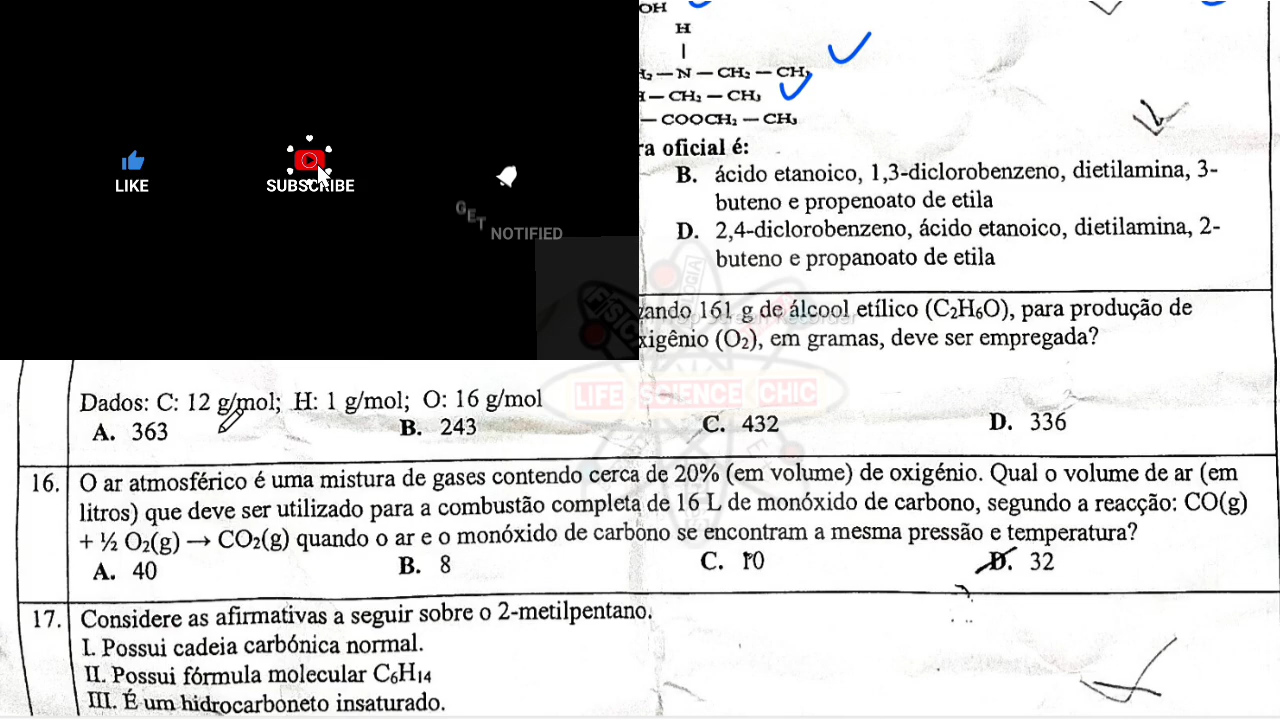 LIKE
SUBSCRIBE
GET
NOTIFIED
OH
H
N — CH₂ — CH₃
— CH₂ — CH₃
— COOCH₂ — CH₃
oficial é:
B. ácido etanoico, 1,3-diclorobenzeno, dietilamina, 3-
buteno e propenoato de etila
D. 2,4-diclorobenzeno, ácido etanoico, dietilamina, 2-
buteno e propanoato de etila
161 g de álcool etílico (C₂H₆O), para produção de
(O₂), em gramas, deve ser empregada?
LIFE SCIENCE CHIC
Dados: C: 12 g/mol; H: 1 g/mol; O: 16 g/mol
A. 363 B. 243 C. 432 D. 336
16. O ar atmosférico é uma mistura de gases contendo cerca de 20% (em volume) de oxigénio. Qual o volume de ar (em
litros) que deve ser utilizado para a combustão completa de 16 L de monóxido de carbono, segundo a reacção: CO(g)
+ ½ O₂(g) → CO₂(g) quando o ar e o monóxido de carbono se encontram a mesma pressão e temperatura?
A. 40 B. 8 C. 10 D. 32
17. Considere as afirmativas a seguir sobre o 2-metilpentano.
I. Possui cadeia carbónica normal.
II. Possui fórmula molecular C₆H₁₄
III. É um hidrocarboneto insaturado.